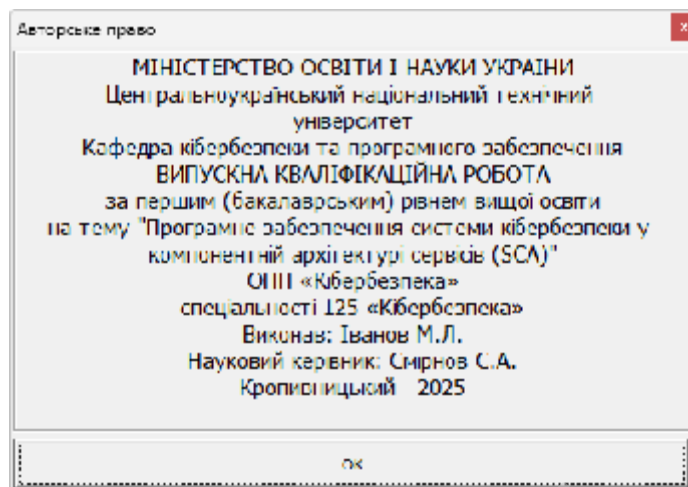 Авторське право
x
МІНІСТЕРСТВО ОСВІТИ І НАУКИ УКРАЇНИ
Центральноукраїнський національний технічний
університет
Кафедра кібербезпеки та програмного забезпечення
ВИПУСКНА КВАЛІФІКАЦІЙНА РОБОТА
за першим (бакалаврським) рівнем вищої освіти
на тему "Програмне забезпечення системи кібербезпеки у
компонентній архітектурі сервісів (SCA)"
ОПП «Кібербезпека»
спеціальності 125 «Кібербезпека»
Виконав: Іванов М.Л.
Науковий керівник: Смірнов С.А.
Кропивницький 2025
ОК